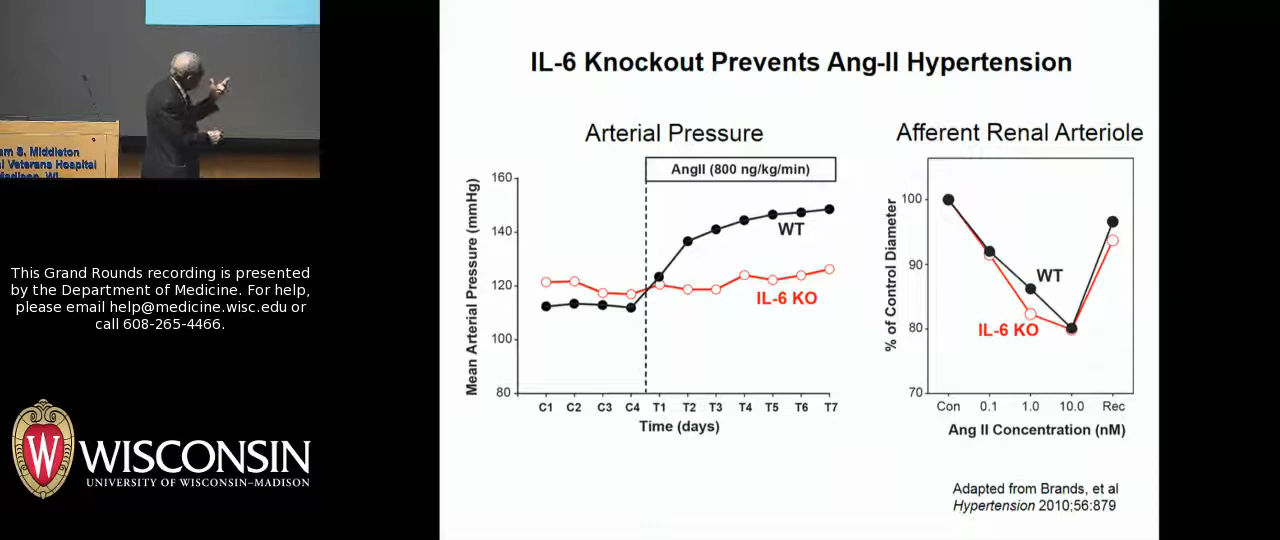 am S. Middleton
al Veterans Hospital
Madison, WI
This Grand Rounds recording is presented
by the Department of Medicine. For help,
please email help@medicine.wisc.edu or
call 608-265-4466.
W
WISCONSIN
UNIVERSITY OF WISCONSIN–MADISON
IL-6 Knockout Prevents Ang-II Hypertension
Arterial Pressure
AngII (800 ng/kg/min)
Mean Arterial Pressure (mmHg)
160
140
120
100
80
WT
IL-6 KO
C1 C2 C3 C4 T1 T2 T3 T4 T5 T6 T7
Time (days)
Afferent Renal Arteriole
% of Control Diameter
100
90
80
70
WT
IL-6 KO
Con 0.1 1.0 10.0 Rec
Ang II Concentration (nM)
Adapted from Brands, et al
Hypertension 2010;56:879